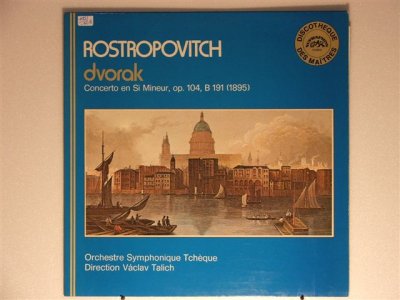 ROSTROPOVITCH
dvorak
Concerto en Si Mineur, op. 104, B 191 (1895)
DISCOTHEQUE
DES MAITRES
Orchestre Symphonique Tchèque
Direction Václav Talich